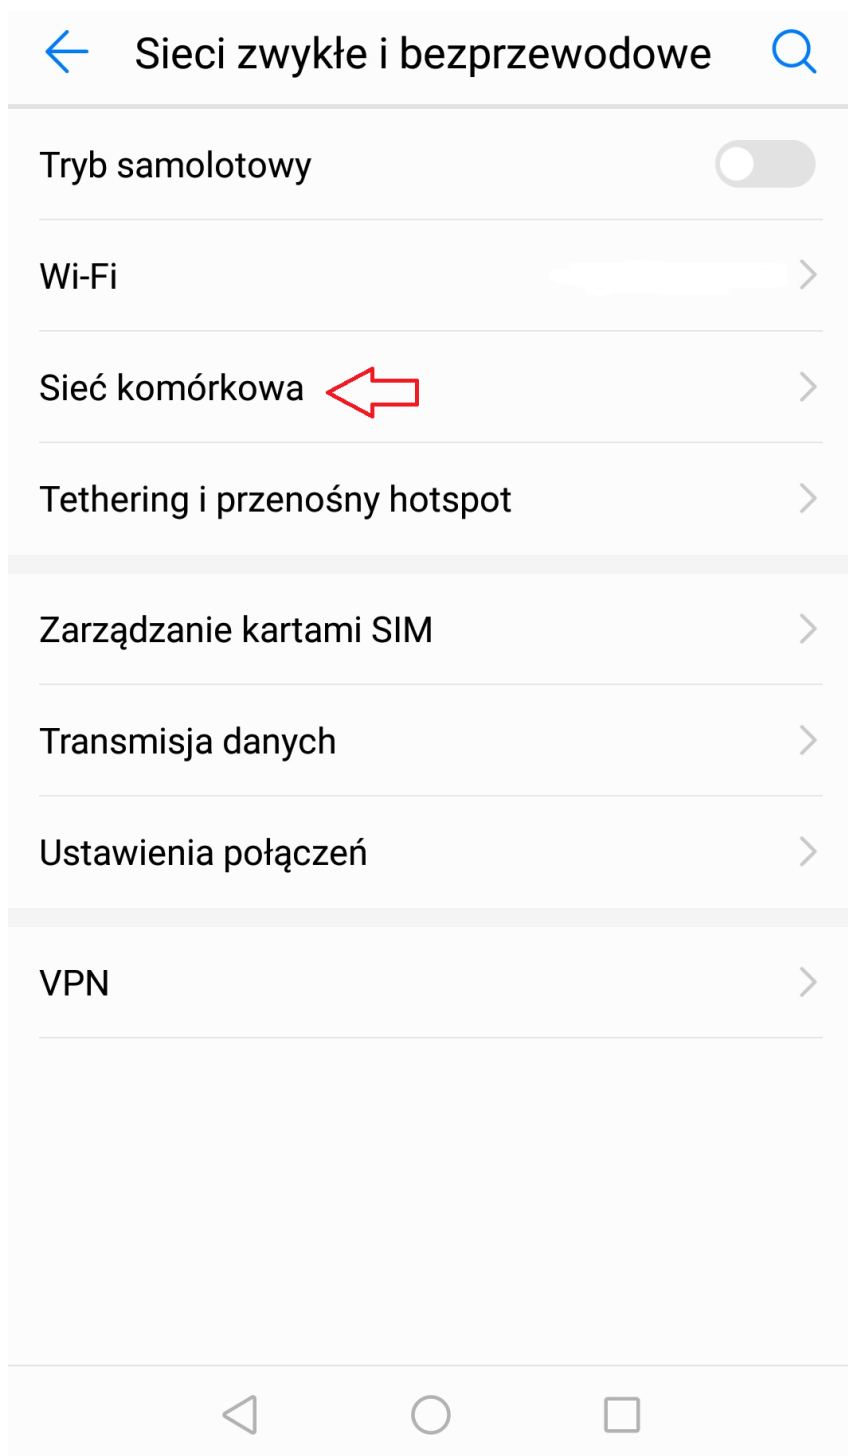 Sieci zwykłe i bezprzewodowe
Tryb samolotowy
Wi-Fi
Sieć komórkowa
Tethering i przenośny hotspot
Zarządzanie kartami SIM
Transmisja danych
Ustawienia połączeń
VPN